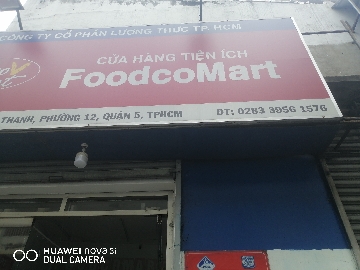 CÔNG TY CỔ PHẦN LƯƠNG THỰC TP. HCM
CỬA HÀNG TIỆN ÍCH
FoodcoMart
THANH, PHƯỜNG 12, QUẬN 5, TPHCM
ĐT: 0283 3956 1576
HUAWEI nova 5i
DUAL CAMERA